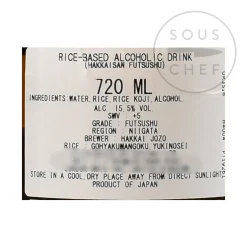 SOUS
CHEF
RICE-BASED ALCOHOLIC DRINK
(HAKKAISAN FUTSUSHU)
720 ML
INGREDIENTS:WATER, RICE, RICE KOJI, ALCOHOL
ALC 15.5% VOL
SMV +5
GRADE : FUTSUSHU
REGION : NIIGATA
BREWER HAKKAI JOZO
RICE GOHYAKUMANGOKU, YUKINOSEI
STORE IN A COOL, DRY PLACE AWAY FROM DIRECT SUNLIGHT
PRODUCT OF JAPAN